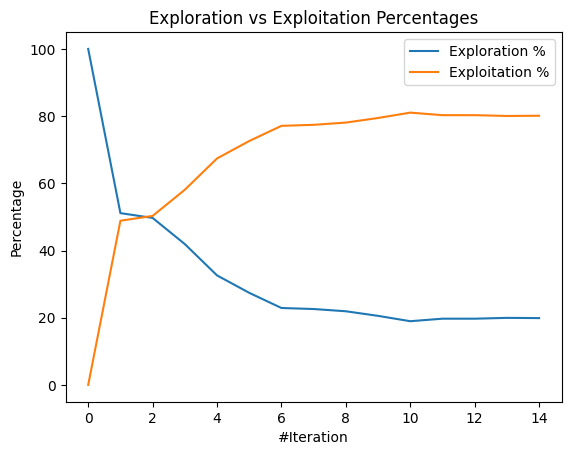 Exploration vs Exploitation Percentages
Exploration %
Exploitation %
Percentage
100
80
60
40
20
0
0 2 4 6 8 10 12 14
#Iteration